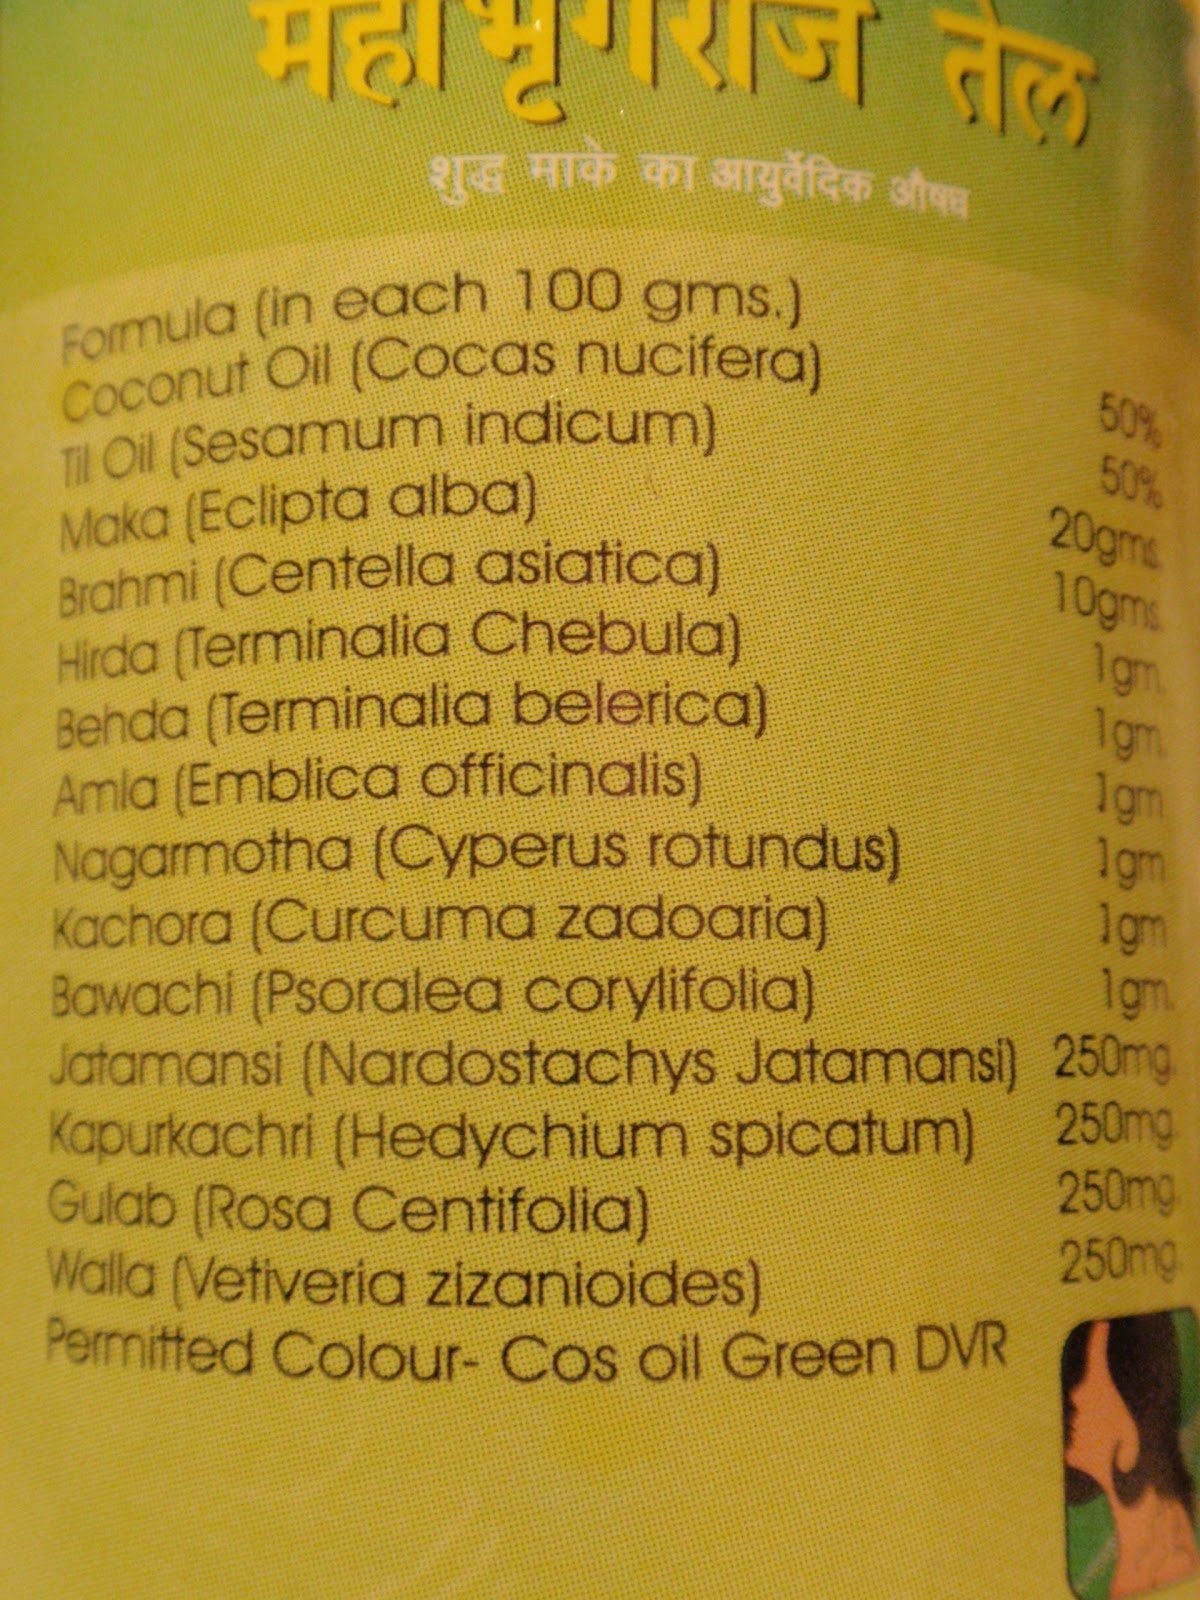 महाभृंगराज तेल
शुद्ध माके का आयुर्वेदिक औषध
Formula (in each 100 gms.)
Coconut Oil (Cocas nucifera) 50%
Til Oil (Sesamum indicum) 50%
Maka (Eclipta alba) 20gms.
Brahmi (Centella asiatica) 10gms.
Hirda (Terminalia Chebula) 1gm.
Behda (Terminalia belerica) 1gm.
Amla (Emblica officinalis) 1gm
Nagarmotha (Cyperus rotundus) 1gm
Kachora (Curcuma zadoaria) 1gm
Bawachi (Psoralea corylifolia) 1gm.
Jatamansi (Nardostachys Jatamansi) 250mg.
Kapurkachri (Hedychium spicatum) 250mg.
Gulab (Rosa Centifolia) 250mg.
Walla (Vetiveria zizanioides) 250mg.
Permitted Colour- Cos oil Green DVR